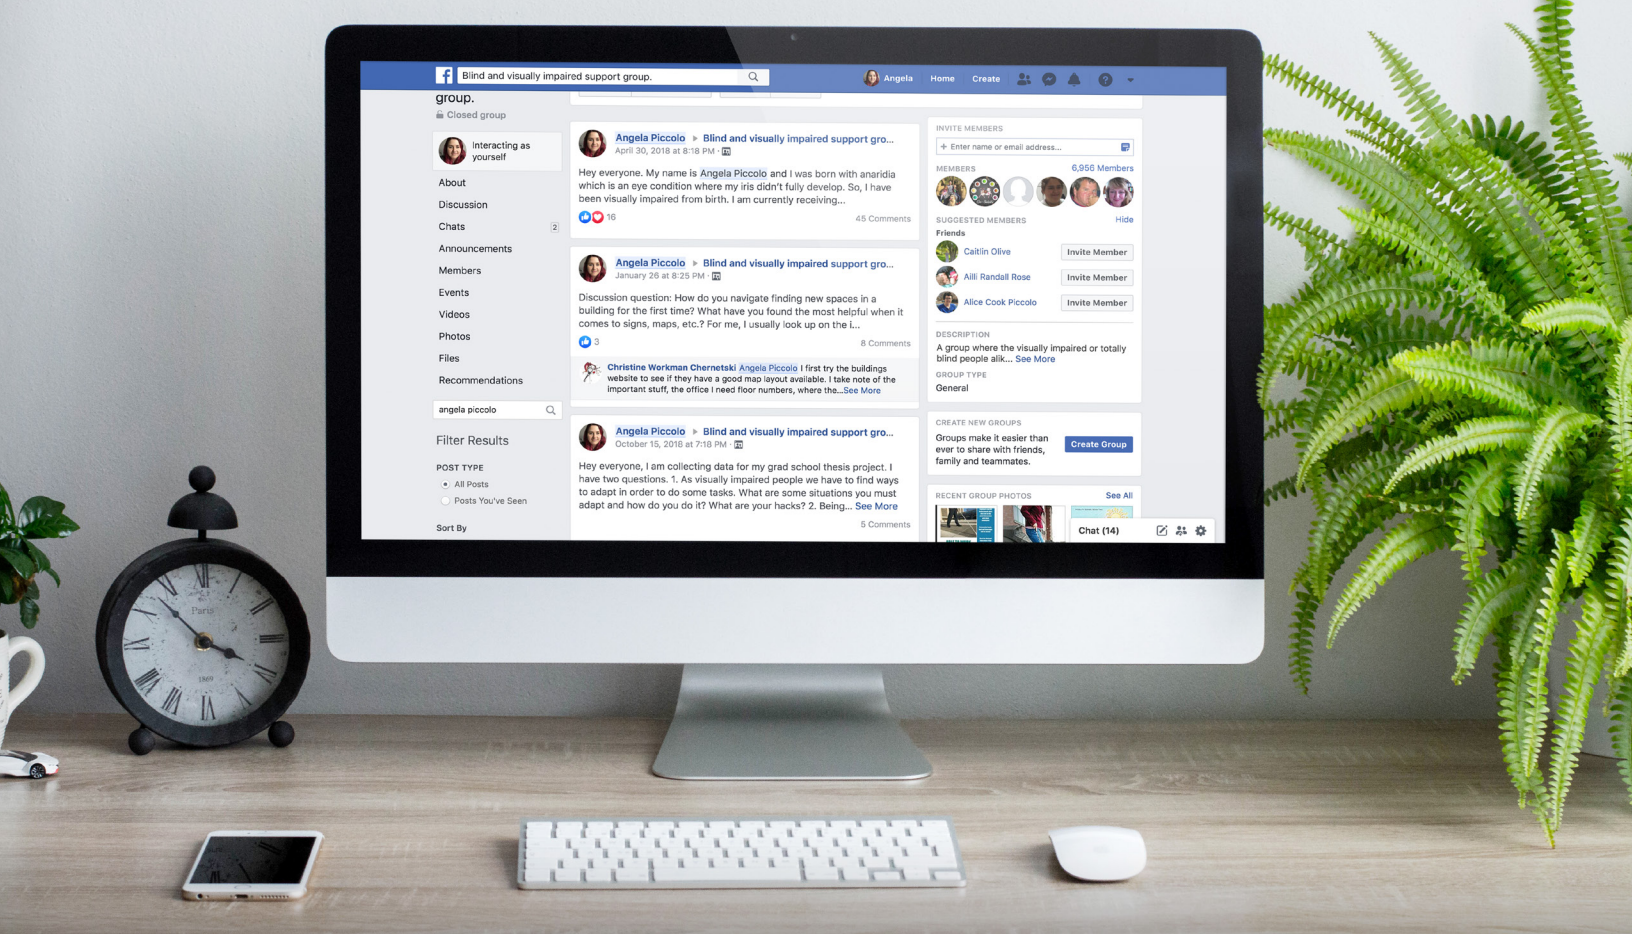 f
Blind and visually impaired support group.
Angela
Home
Create
group.
Closed group
Interacting as
yourself
About
Discussion
Chats
2
Announcements
Members
Events
Videos
Photos
Files
Recommendations
angela piccolo
Filter Results
POST TYPE
All Posts
Posts You've Seen
Sort By
Angela Piccolo ▸ Blind and visually impaired support gro...
April 30, 2018 at 8:18 PM ·
Hey everyone. My name is Angela Piccolo and I was born with anaridia
which is an eye condition where my iris didn't fully develop. So, I have
been visually impaired from birth. I am currently receiving...
16
45 Comments
Angela Piccolo ▸ Blind and visually impaired support gro...
January 26 at 8:25 PM ·
Discussion question: How do you navigate finding new spaces in a
building for the first time? What have you found the most helpful when it
comes to signs, maps, etc.? For me, I usually look up on the i...
3
8 Comments
Christine Workman Chernetski Angela Piccolo I first try the buildings
website to see if they have a good map layout available. I take note of the
important stuff, the office I need floor numbers, where the...See More
Angela Piccolo ▸ Blind and visually impaired support gro...
October 15, 2018 at 7:18 PM ·
Hey everyone, I am collecting data for my grad school thesis project. I
have two questions. 1. As visually impaired people we have to find ways
to adapt in order to do some tasks. What are some situations you must
adapt and how do you do it? What are your hacks? 2. Being... See More
5 Comments
INVITE MEMBERS
+ Enter name or email address...
MEMBERS
6,956 Members
SUGGESTED MEMBERS
Hide
Friends
Caitlin Olive
Invite Member
Ailli Randall Rose
Invite Member
Alice Cook Piccolo
Invite Member
DESCRIPTION
A group where the visually impaired or totally
blind people alik... See More
GROUP TYPE
General
CREATE NEW GROUPS
Groups make it easier than
ever to share with friends,
family and teammates.
Create Group
RECENT GROUP PHOTOS
See All
Chat (14)
Paris
1869